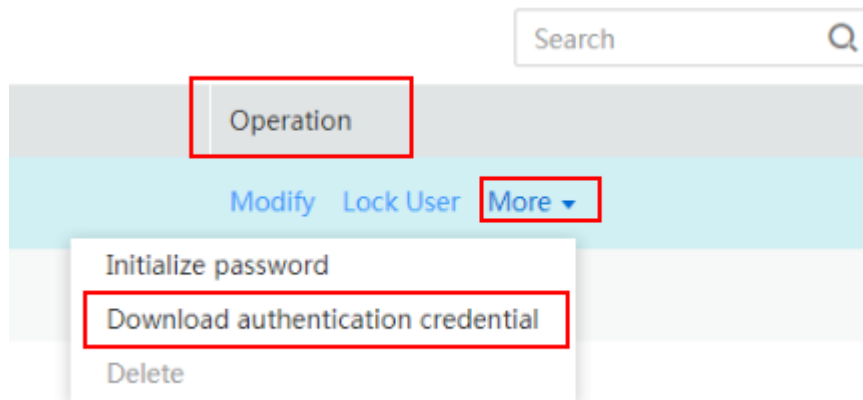 Search
Operation
Modify Lock User More
Initialize password
Download authentication credential
Delete